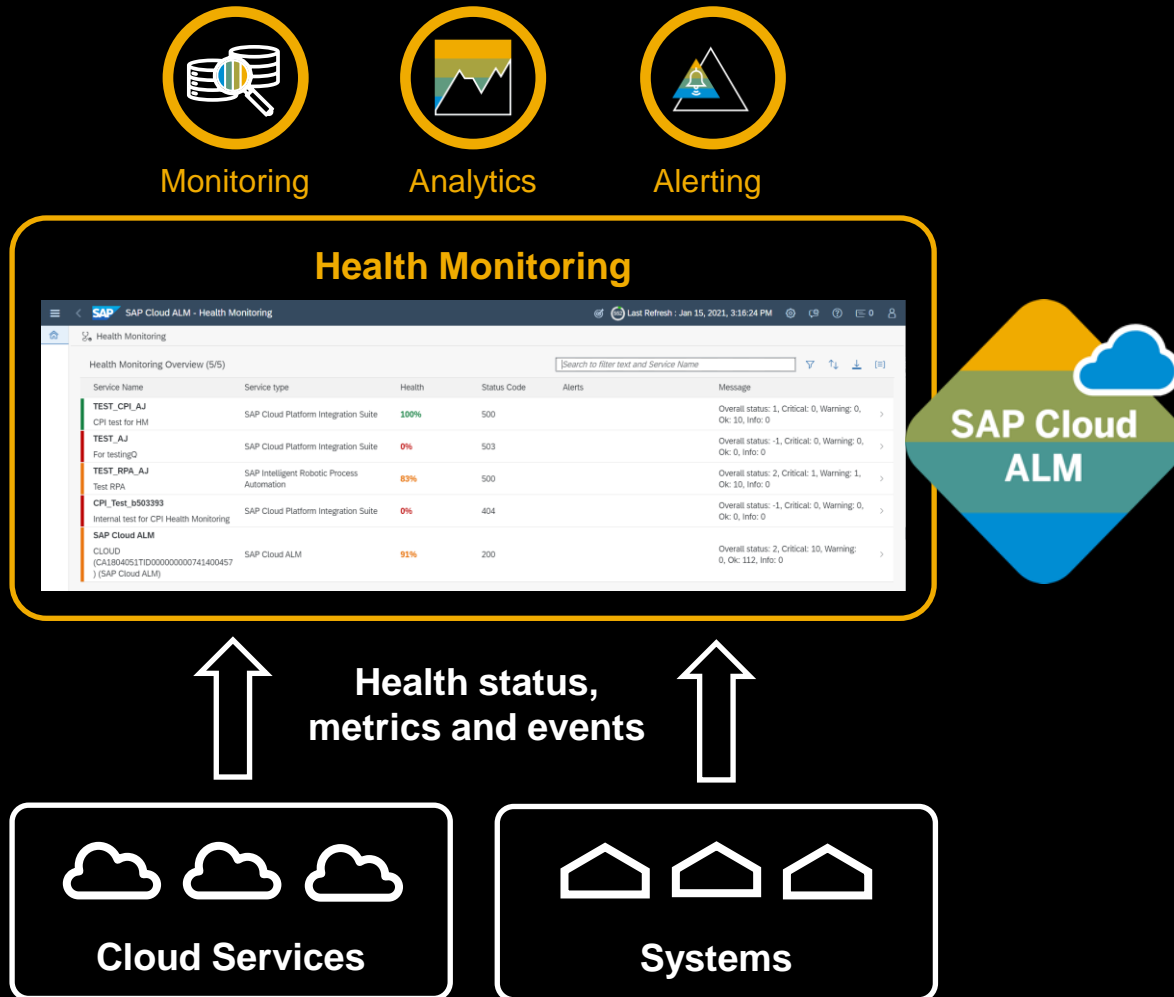 Monitoring
Analytics
Alerting
Health Monitoring
SAP
SAP Cloud ALM - Health Monitoring
Last Refresh : Jan 15, 2021, 3:16:24 PM
0
Health Monitoring
Health Monitoring Overview (5/5)
Search to filter text and Service Name
Service Name Service type Health Status Code Alerts Message
TEST_CPI_AJ
CPI test for HM
SAP Cloud Platform Integration Suite
100%
500
Overall status: 1, Critical: 0, Warning: 0,
Ok: 10, Info: 0
TEST_AJ
For testingQ
SAP Cloud Platform Integration Suite
0%
503
Overall status: -1, Critical: 0, Warning: 0,
Ok: 0, Info: 0
TEST_RPA_AJ
Test RPA
SAP Intelligent Robotic Process
Automation
83%
500
Overall status: 2, Critical: 1, Warning: 1,
Ok: 10, Info: 0
CPI_Test_b503393
Internal test for CPI Health Monitoring
SAP Cloud Platform Integration Suite
0%
404
Overall status: -1, Critical: 0, Warning: 0,
Ok: 0, Info: 0
SAP Cloud ALM
CLOUD
(CA1804051TID000000000741400457
) (SAP Cloud ALM)
SAP Cloud ALM
91%
200
Overall status: 2, Critical: 10, Warning:
0, Ok: 112, Info: 0
SAP Cloud
ALM
Health status,
metrics and events
Cloud Services
Systems